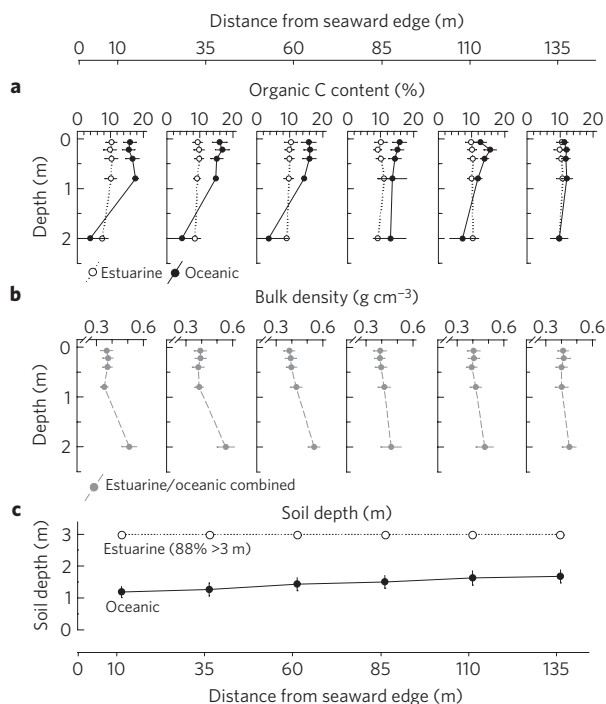 Distance from seaward edge (m)
0 10 35 60 85 110 135
a
Organic C content (%)
0 10 20 0 10 20 0 10 20 0 10 20 0 10 20 0 10 20
0
1
2
Depth (m)
Estuarine Oceanic
b
Bulk density (g cm⁻³)
0.3 0.6 0.3 0.6 0.3 0.6 0.3 0.6 0.3 0.6 0.3 0.6
0
1
2
Depth (m)
Estuarine/oceanic combined
c
Soil depth (m)
3
2
1
0
Soil depth (m)
Estuarine (88% >3 m)
Oceanic
0 10 35 60 85 110 135
Distance from seaward edge (m)